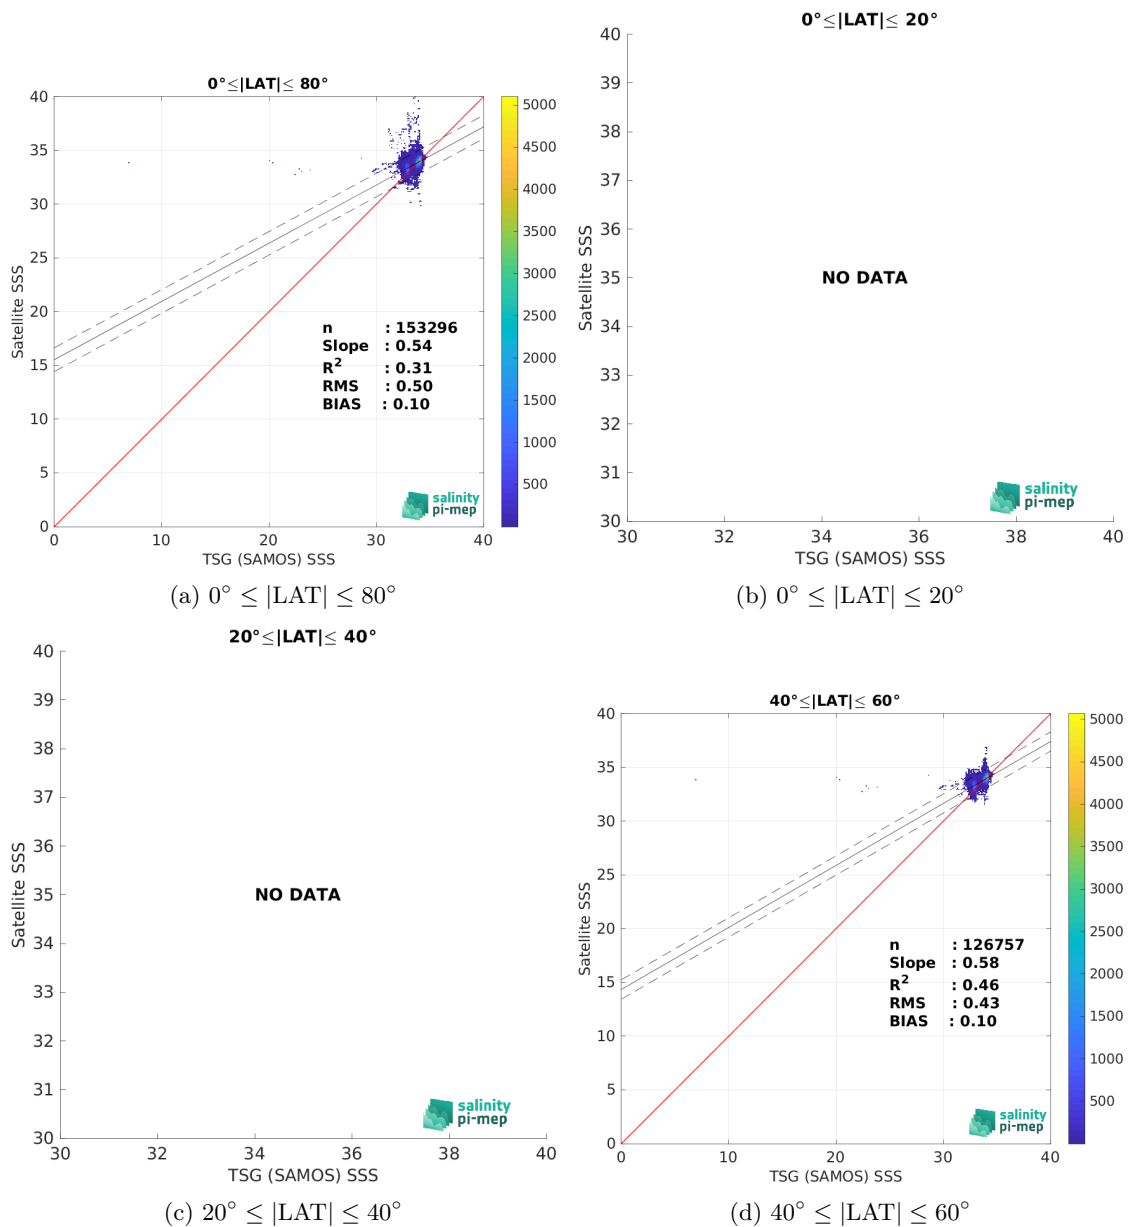 0°≤|LAT|≤ 80°
40
35
30
25
20
15
10
5
0
Satellite SSS
0
10
20
30
40
TSG (SAMOS) SSS
5000
4500
4000
3500
3000
2500
2000
1500
1000
500
n : 153296
Slope : 0.54
R² : 0.31
RMS : 0.50
BIAS : 0.10
salinity
pi-mep
(a) 0° ≤ |LAT| ≤ 80°
0°≤|LAT|≤ 20°
40
39
38
37
36
35
34
33
32
31
30
Satellite SSS
NO DATA
30
32
34
36
38
40
TSG (SAMOS) SSS
salinity
pi-mep
(b) 0° ≤ |LAT| ≤ 20°
20°≤|LAT|≤ 40°
40
39
38
37
36
35
34
33
32
31
30
Satellite SSS
NO DATA
30
32
34
36
38
40
TSG (SAMOS) SSS
salinity
pi-mep
(c) 20° ≤ |LAT| ≤ 40°
40°≤|LAT|≤ 60°
40
35
30
25
20
15
10
5
0
Satellite SSS
0
10
20
30
40
TSG (SAMOS) SSS
5000
4500
4000
3500
3000
2500
2000
1500
1000
500
n : 126757
Slope : 0.58
R² : 0.46
RMS : 0.43
BIAS : 0.10
salinity
pi-mep
(d) 40° ≤ |LAT| ≤ 60°